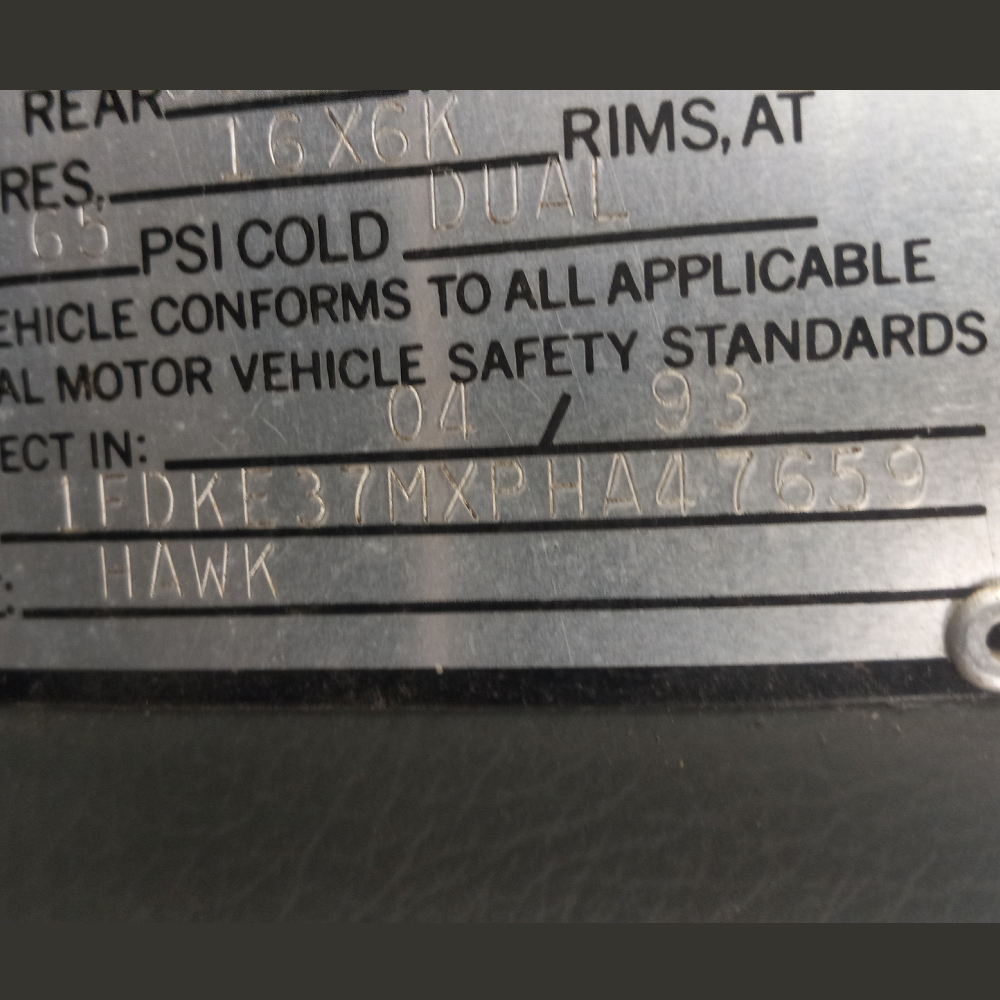 REAR
16X6K RIMS, AT
RES,
65 PSI COLD DUAL
EHICLE CONFORMS TO ALL APPLICABLE
AL MOTOR VEHICLE SAFETY STANDARDS
ECT IN: 04 / 93
1FDKE37MXPHA47659
: HAWK